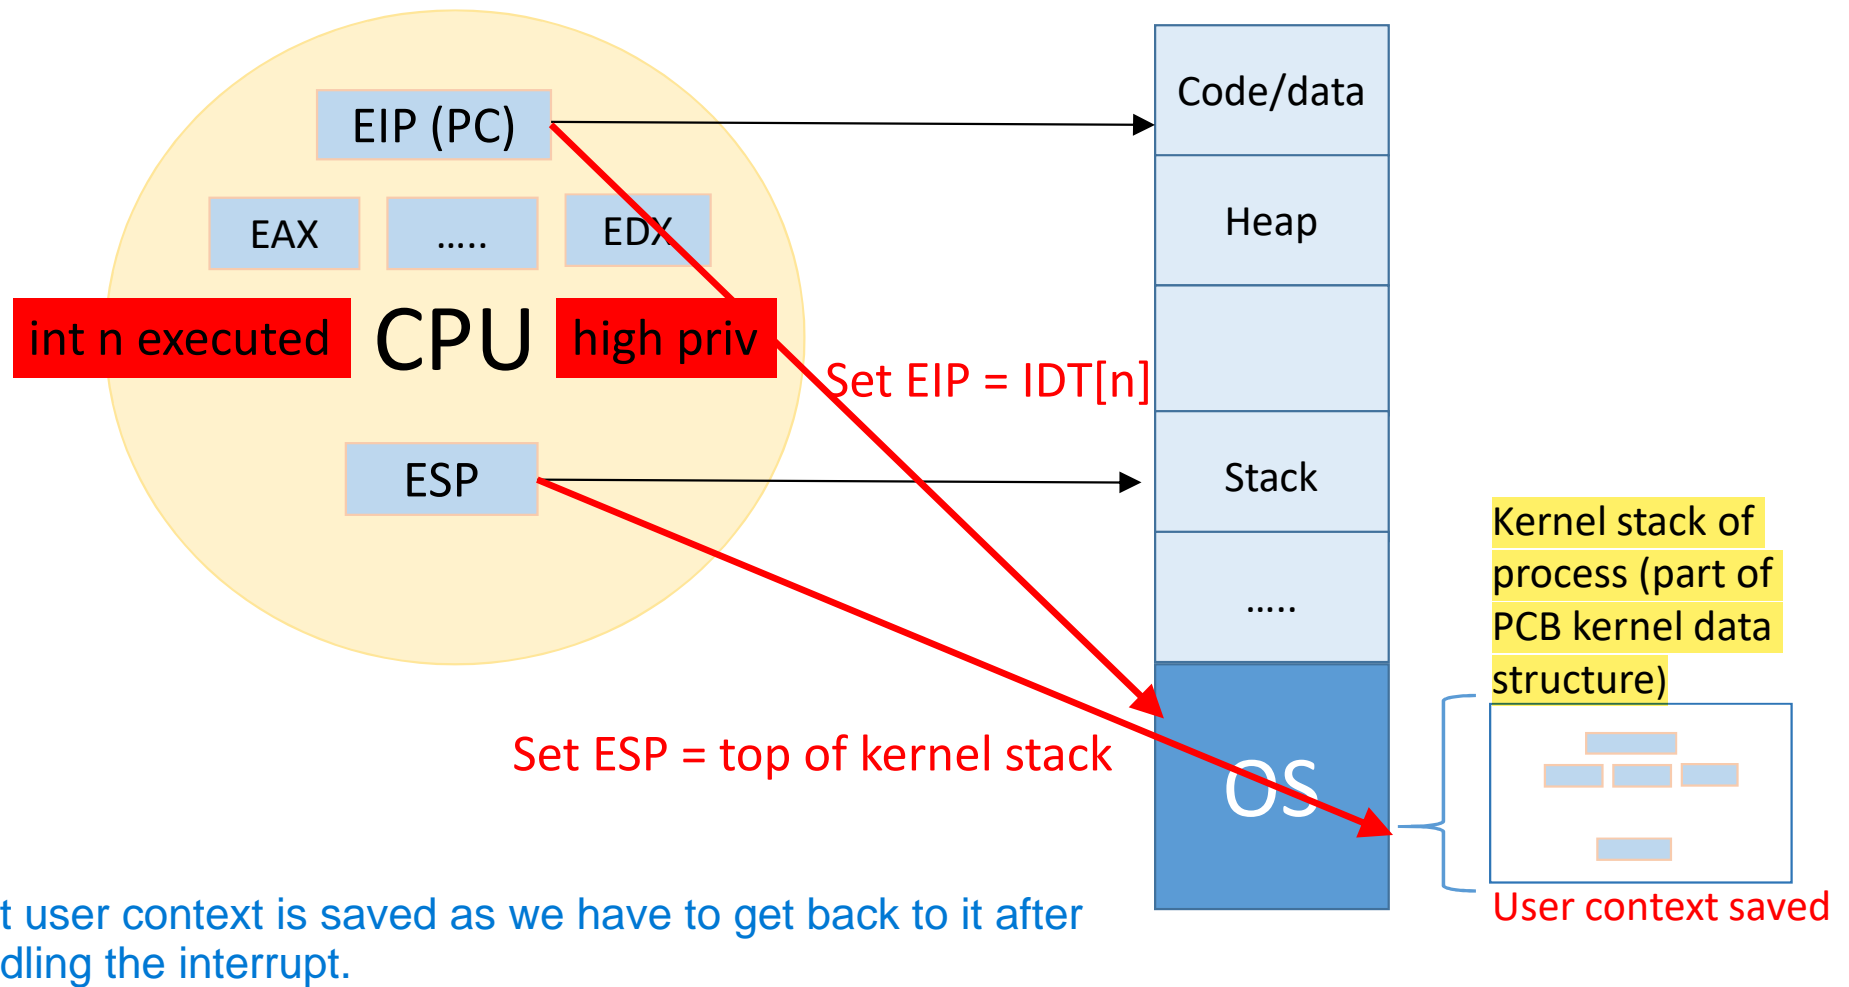 EIP (PC)
EAX
.....
EDX
int n executed
CPU
high priv
ESP
Set EIP = IDT[n]
Set ESP = top of kernel stack
Code/data
Heap
Stack
.....
OS
Kernel stack of
process (part of
PCB kernel data
structure)
User context saved
t user context is saved as we have to get back to it after
dling the interrupt.